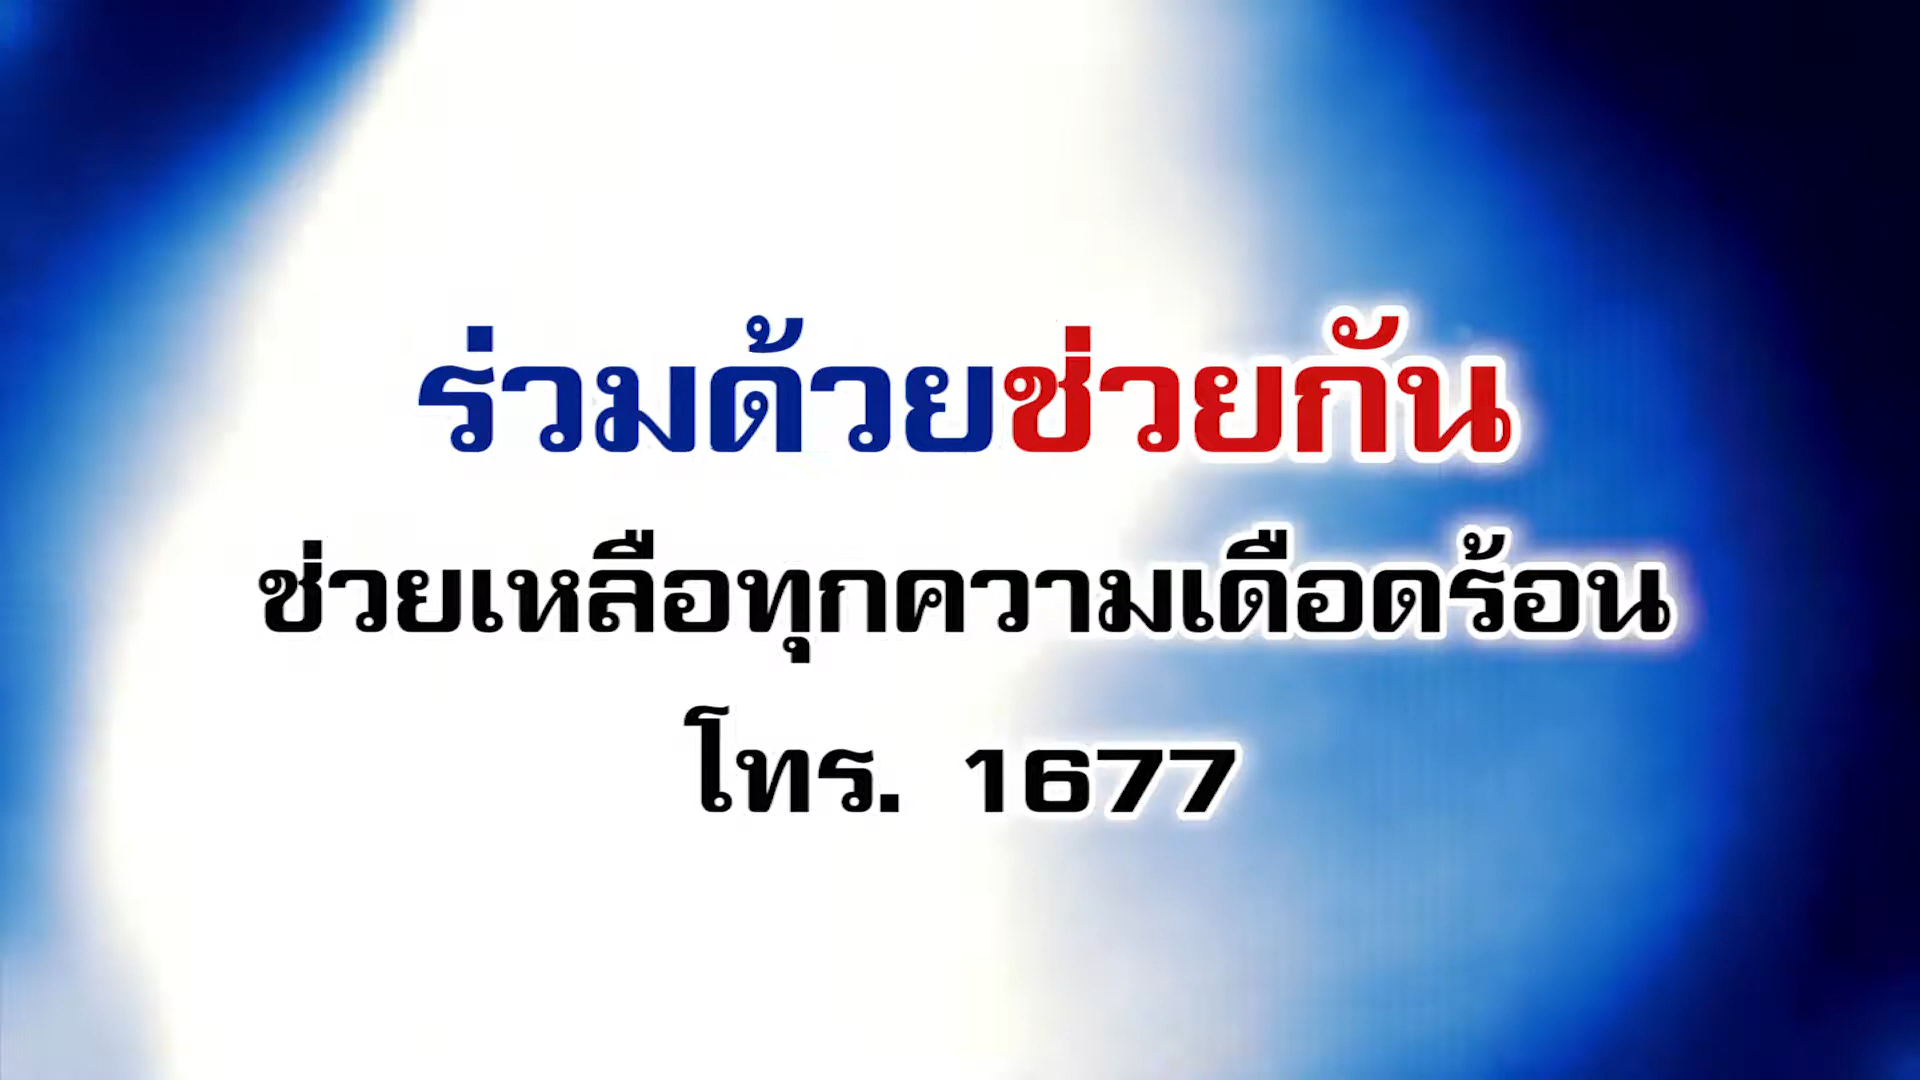 ร่วมด้วยช่วยกัน
ช่วยเหลือทุกความเดือดร้อน
โทร. 1677